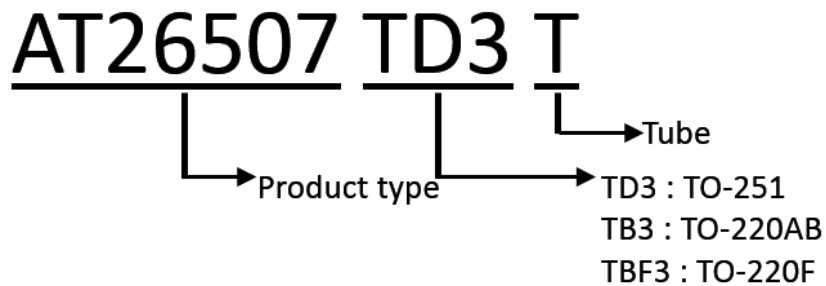 AT26507 TD3 T
Tube
Product type
TD3 : TO-251
TB3 : TO-220AB
TBF3 : TO-220F